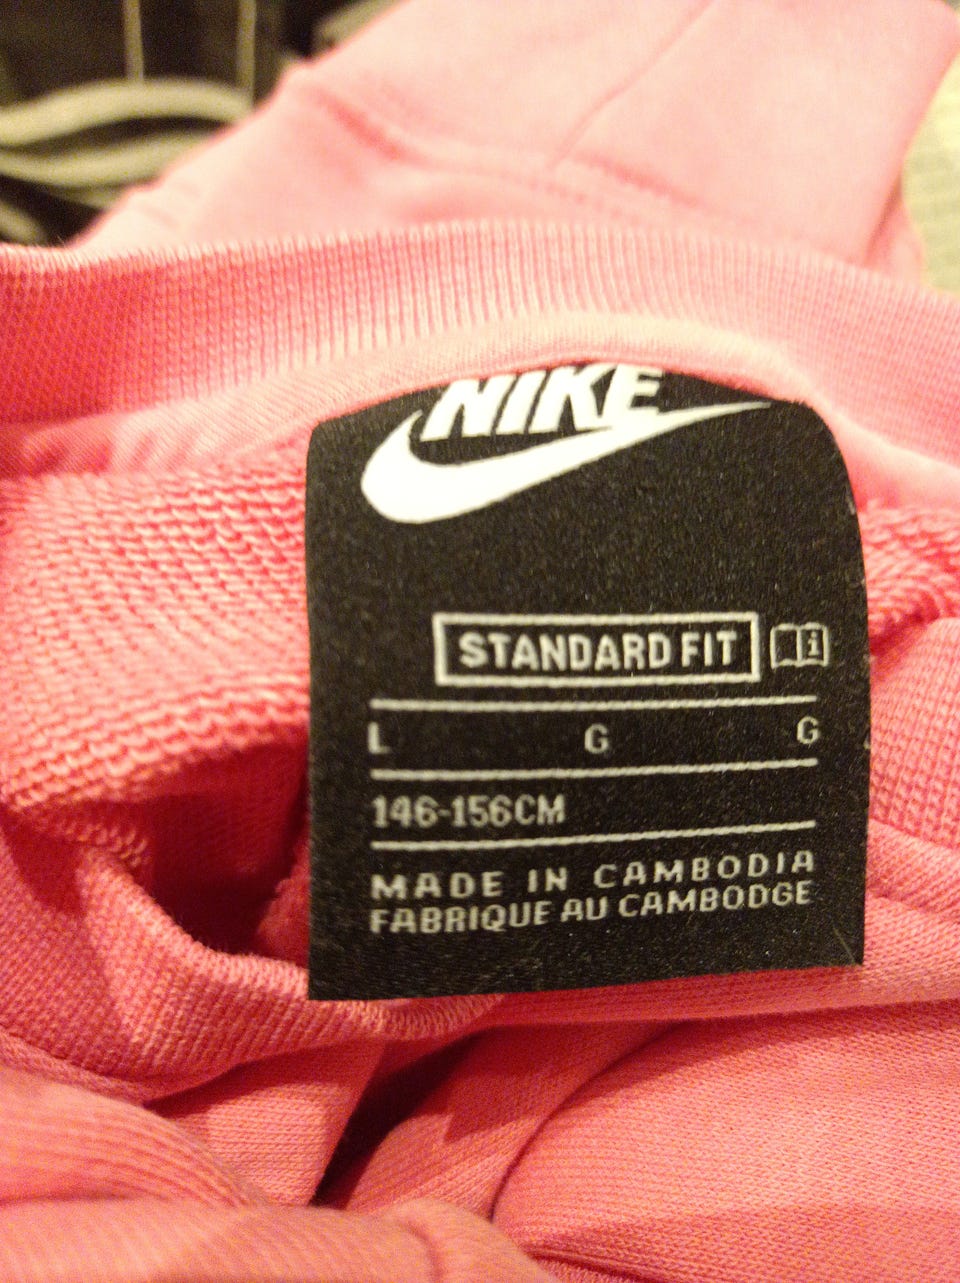 NIKE
STANDARD FIT i
L G G
146-156CM
MADE IN CAMBODIA
FABRIQUE AU CAMBODGE